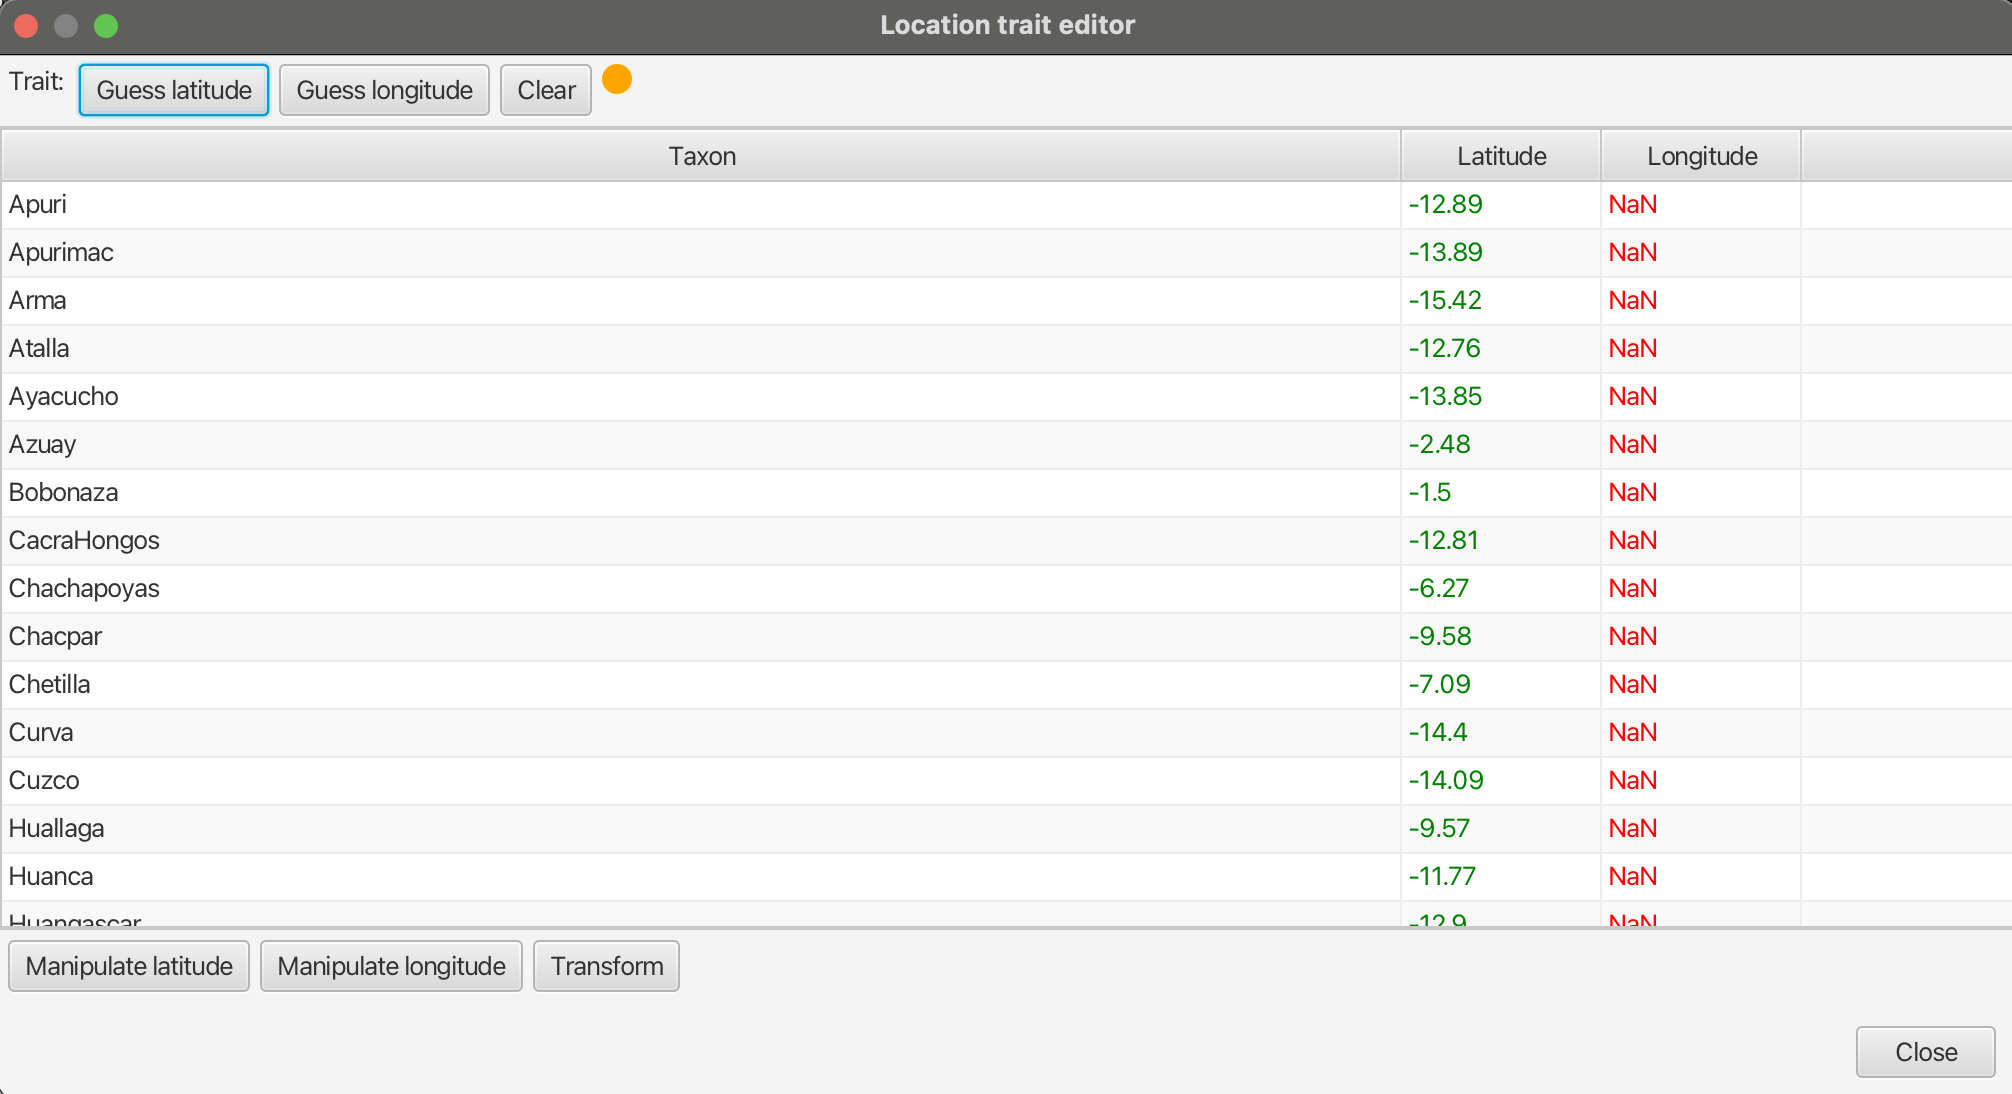 Location trait editor
Trait: Guess latitude Guess longitude Clear
Taxon Latitude Longitude
Apuri -12.89 NaN
Apurimac -13.89 NaN
Arma -15.42 NaN
Atalla -12.76 NaN
Ayacucho -13.85 NaN
Azuay -2.48 NaN
Bobonaza -1.5 NaN
CacraHongos -12.81 NaN
Chachapoyas -6.27 NaN
Chacpar -9.58 NaN
Chetilla -7.09 NaN
Curva -14.4 NaN
Cuzco -14.09 NaN
Huallaga -9.57 NaN
Huanca -11.77 NaN
Huangascar -12.9 NaN
Manipulate latitude Manipulate longitude Transform
Close